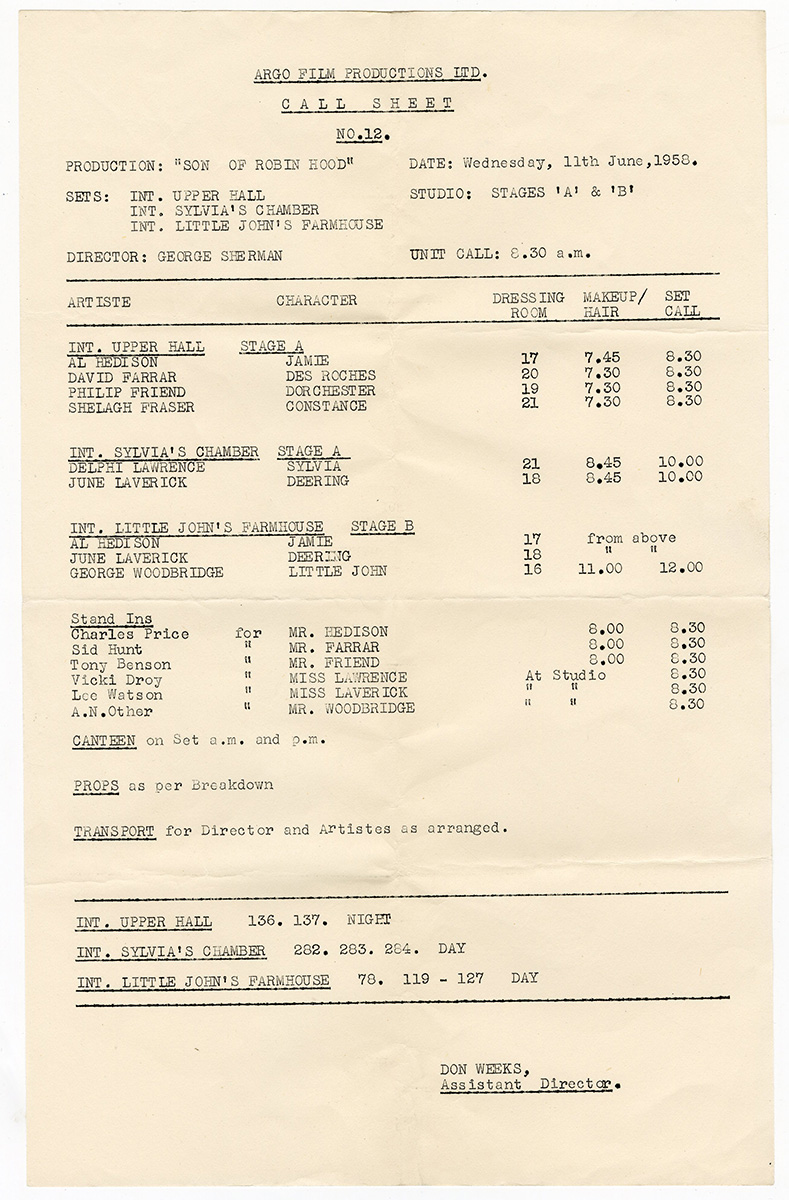 ARGO FILM PRODUCTIONS LTD.
CALL SHEET
NO.12.
PRODUCTION: "SON OF ROBIN HOOD" DATE: Wednesday, 11th June, 1958.
SETS: INT. UPPER HALL STUDIO: STAGES 'A' & 'B'
INT. SYLVIA'S CHAMBER
INT. LITTLE JOHN'S FARMHOUSE
DIRECTOR: GEORGE SHERMAN UNIT CALL: 8.30 a.m.
ARTISTE CHARACTER DRESSING MAKEUP/ SET
ROOM HAIR CALL
INT. UPPER HALL STAGE A
AL HEDISON JAMIE 17 7.45 8.30
DAVID FARRAR DES ROCHES 20 7.30 8.30
PHILIP FRIEND DORCHESTER 19 7.30 8.30
SHELAGH FRASER CONSTANCE 21 7.30 8.30
INT. SYLVIA'S CHAMBER STAGE A
DELPHI LAWRENCE SYLVIA 21 8.45 10.00
JUNE LAVERICK DEERING 18 8.45 10.00
INT. LITTLE JOHN'S FARMHOUSE STAGE B
AL HEDISON JAMIE 17 from above
JUNE LAVERICK DEERING 18 " "
GEORGE WOODBRIDGE LITTLE JOHN 16 11.00 12.00
Stand Ins
Charles Price for MR. HEDISON 8.00 8.30
Sid Hunt " MR. FARRAR 8.00 8.30
Tony Benson " MR. FRIEND 8.00 8.30
Vicki Droy " MISS LAWRENCE At Studio 8.30
Lee Watson " MISS LAVERICK " " 8.30
A.N.Other " MR. WOODBRIDGE " " 8.30
CANTEEN on Set a.m. and p.m.
PROPS as per Breakdown
TRANSPORT for Director and Artistes as arranged.
INT. UPPER HALL 136. 137. NIGHT
INT. SYLVIA'S CHAMBER 282. 283. 284. DAY
INT. LITTLE JOHN'S FARMHOUSE 78. 119 - 127 DAY
DON WEEKS,
Assistant Director.